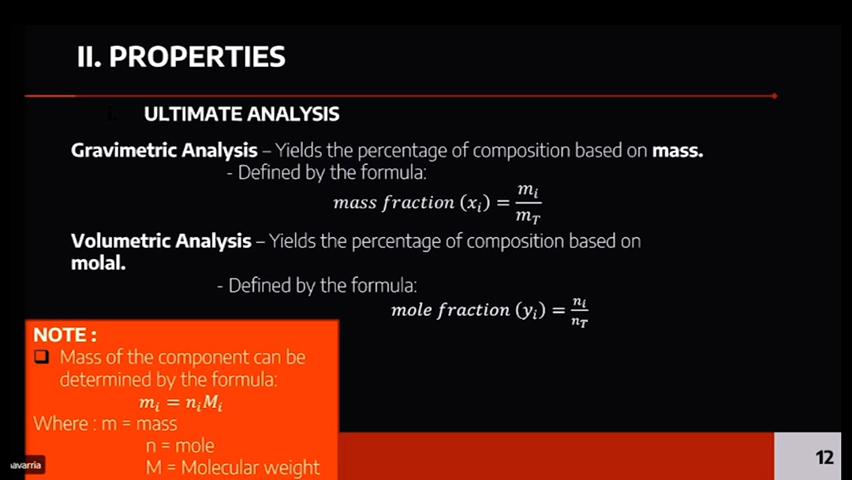 II. PROPERTIES
i. ULTIMATE ANALYSIS
Gravimetric Analysis – Yields the percentage of composition based on mass.
- Defined by the formula:
mass fraction (xᵢ) = mᵢ / m_T
Volumetric Analysis – Yields the percentage of composition based on
molal.
- Defined by the formula:
mole fraction (yᵢ) = nᵢ / n_T
NOTE :
❑ Mass of the component can be
determined by the formula:
mᵢ = nᵢMᵢ
Where : m = mass
n = mole
M = Molecular weight
12